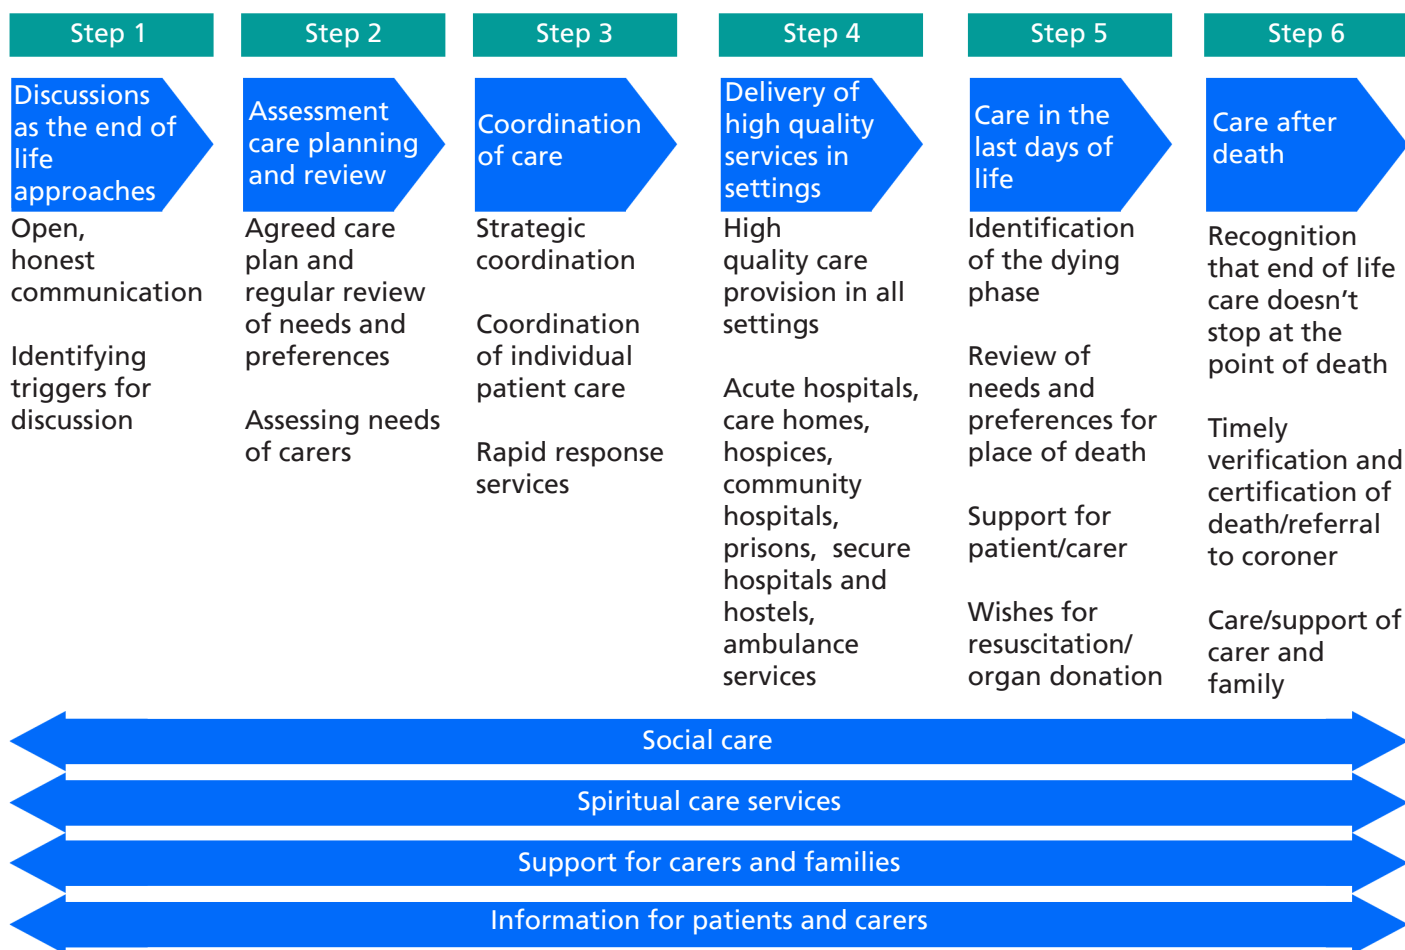 Step 1
Discussions
as the end of
life
approaches
Open,
honest
communication
Identifying
triggers for
discussion
Step 2
Assessment
care planning
and review
Agreed care
plan and
regular review
of needs and
preferences
Assessing needs
of carers
Step 3
Coordination
of care
Strategic
coordination
Coordination
of individual
patient care
Rapid response
services
Step 4
Delivery of
high quality
services in
settings
High
quality care
provision in all
settings
Acute hospitals,
care homes,
hospices,
community
hospitals,
prisons, secure
hospitals and
hostels,
ambulance
services
Step 5
Care in the
last days of
life
Identification
of the dying
phase
Review of
needs and
preferences for
place of death
Support for
patient/carer
Wishes for
resuscitation/
organ donation
Step 6
Care after
death
Recognition
that end of life
care doesn’t
stop at the
point of death
Timely
verification and
certification of
death/referral
to coroner
Care/support of
carer and
family
Social care
Spiritual care services
Support for carers and families
Information for patients and carers